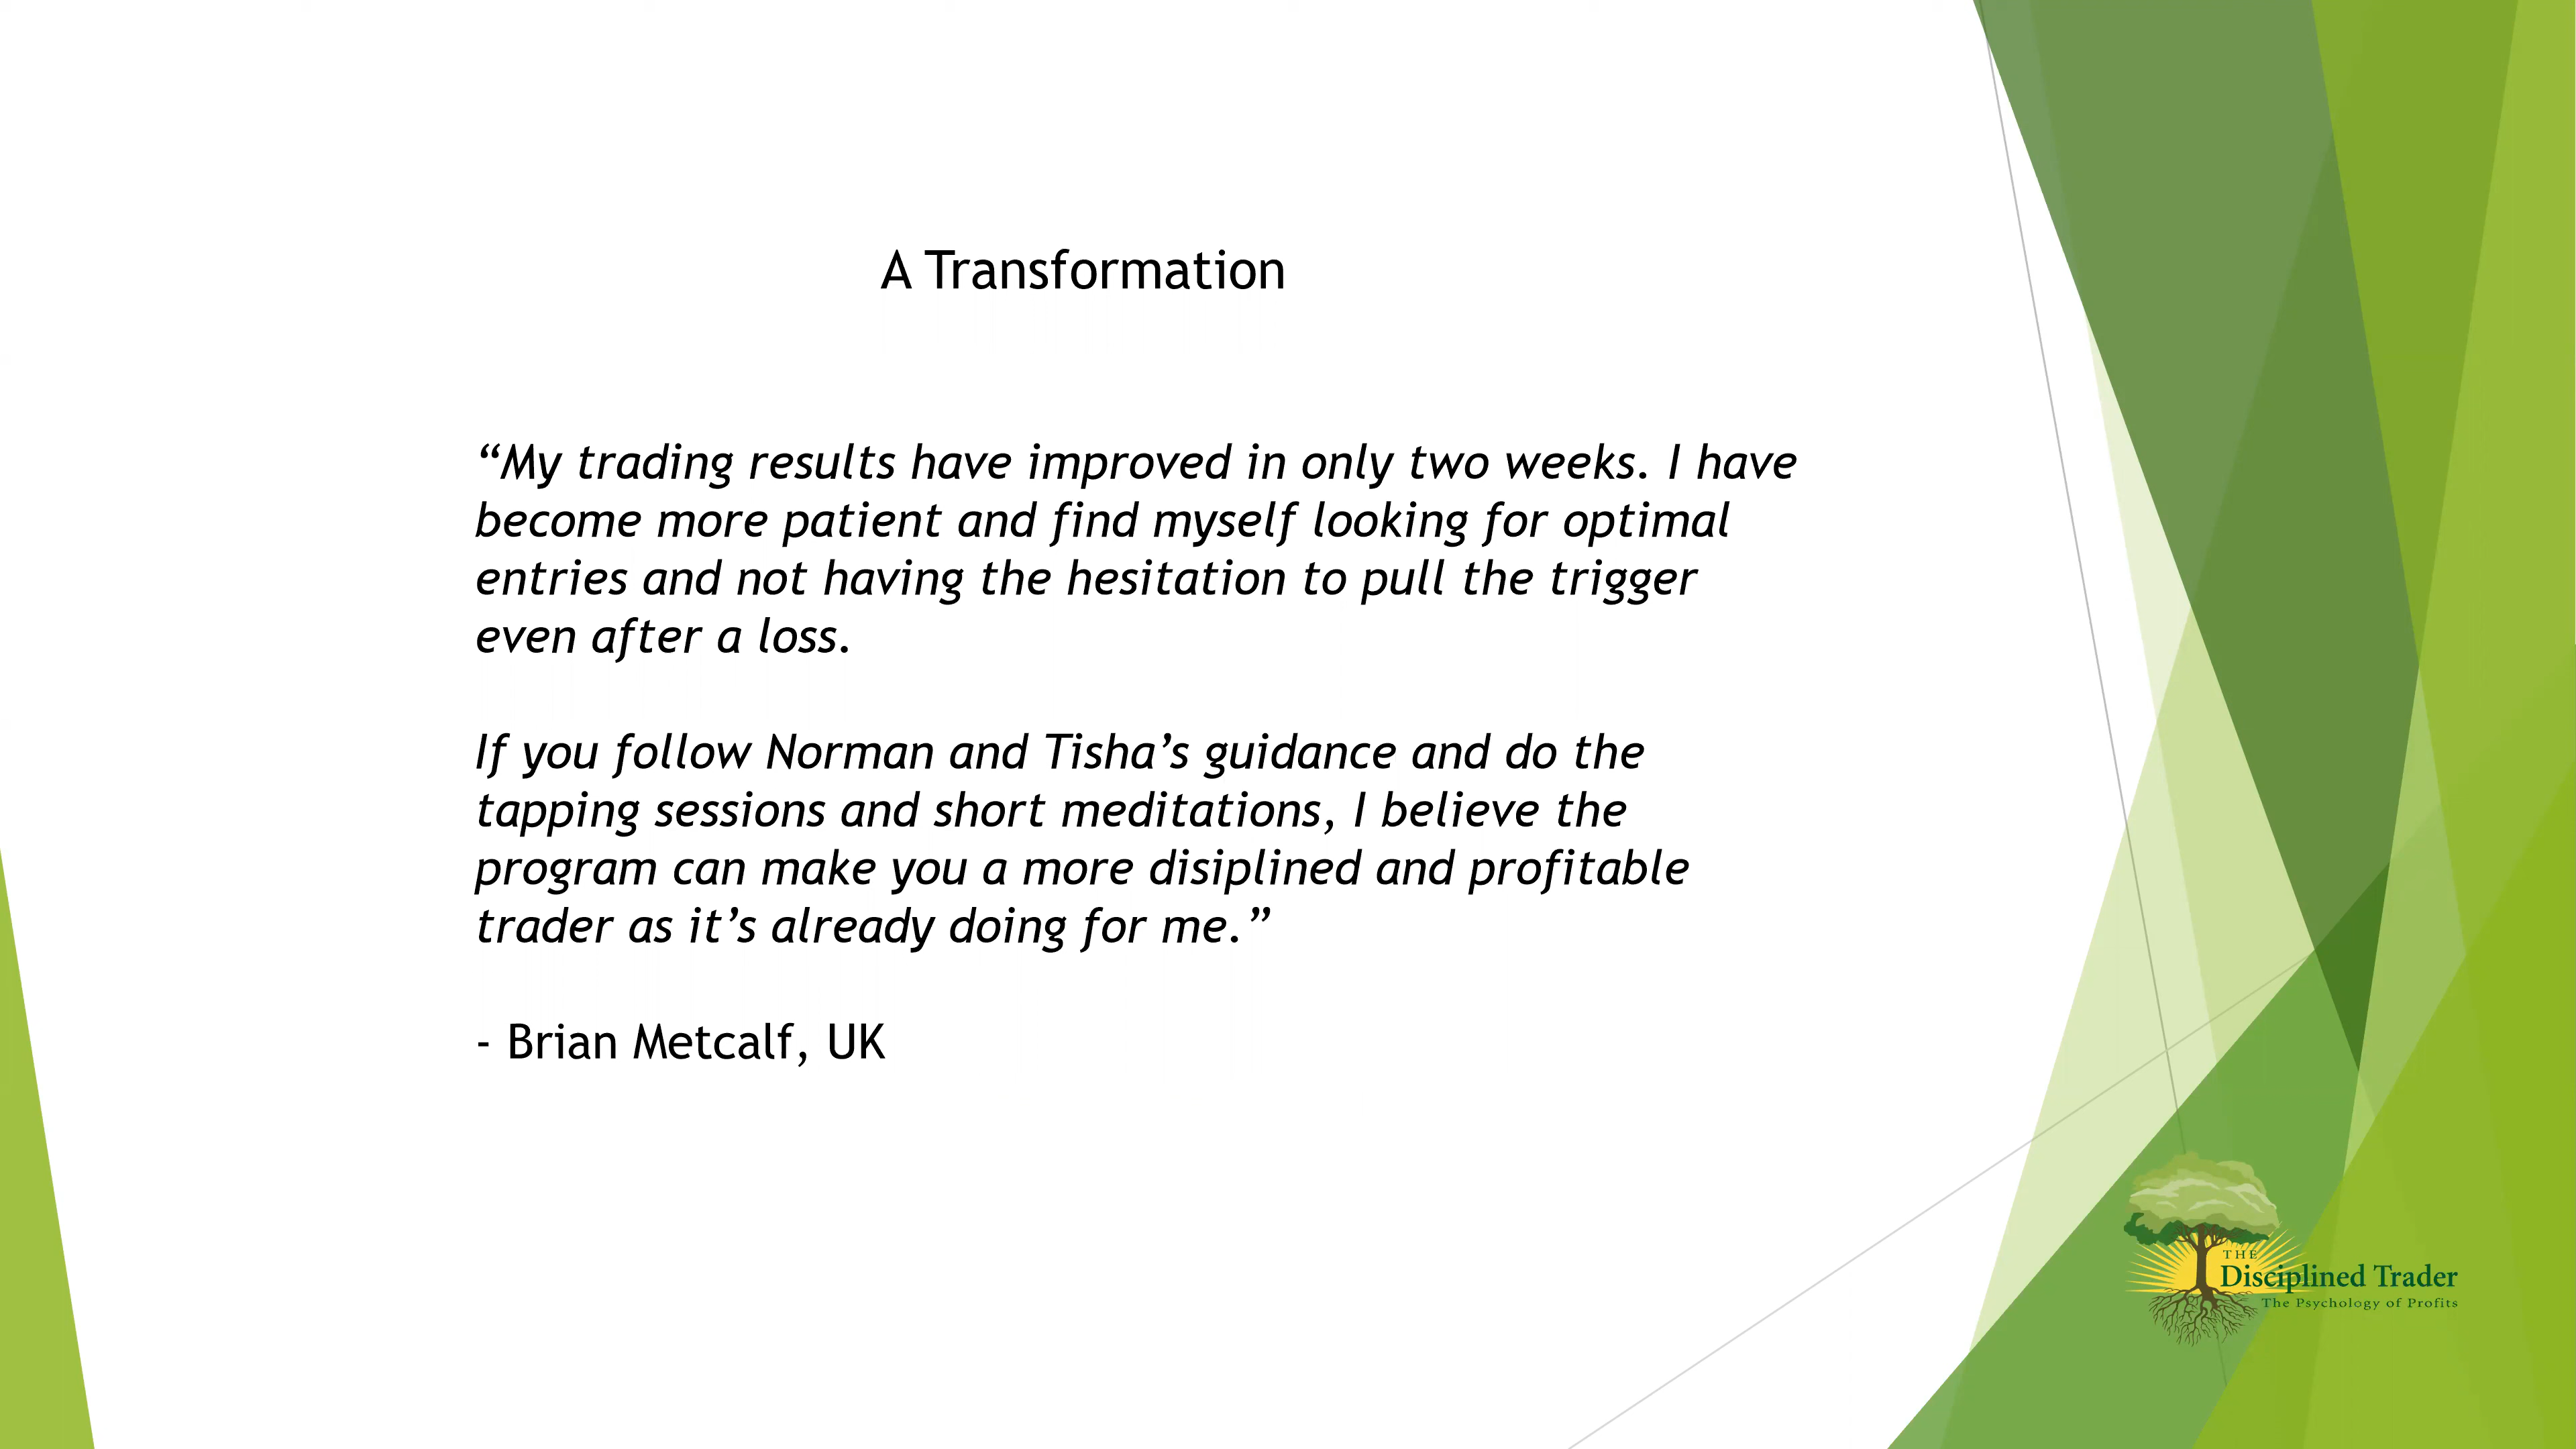 A Transformation
“My trading results have improved in only two weeks. I have
become more patient and find myself looking for optimal
entries and not having the hesitation to pull the trigger
even after a loss.
If you follow Norman and Tisha’s guidance and do the
tapping sessions and short meditations, I believe the
program can make you a more disiplined and profitable
trader as it’s already doing for me.”
- Brian Metcalf, UK
THE
Disciplined Trader
The Psychology of Profits